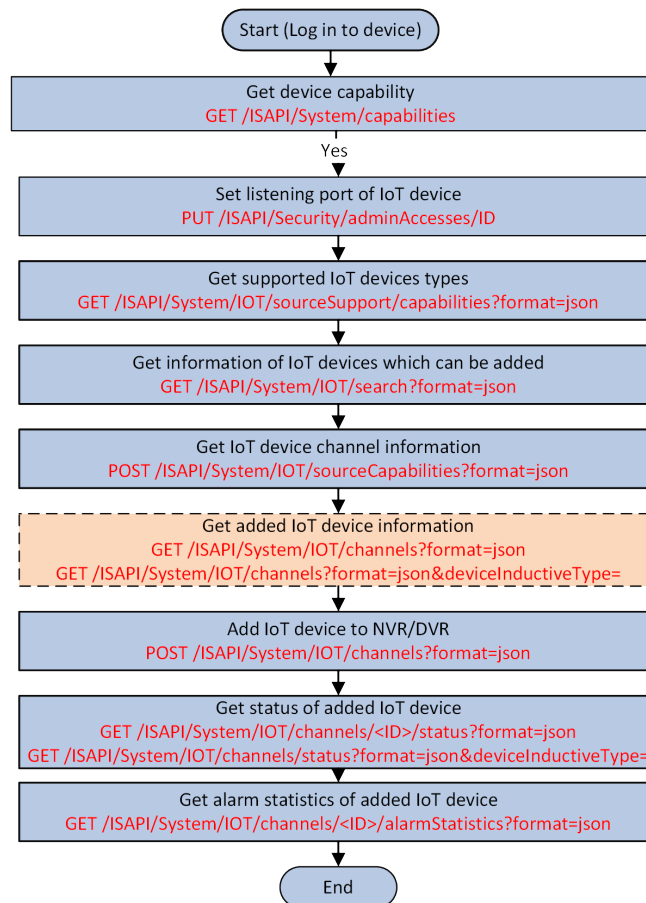 Start (Log in to device)
Get device capability
GET /ISAPI/System/capabilities
Yes
Set listening port of IoT device
PUT /ISAPI/Security/adminAccesses/ID
Get supported IoT devices types
GET /ISAPI/System/IOT/sourceSupport/capabilities?format=json
Get information of IoT devices which can be added
GET /ISAPI/System/IOT/search?format=json
Get IoT device channel information
POST /ISAPI/System/IOT/sourceCapabilities?format=json
Get added IoT device information
GET /ISAPI/System/IOT/channels?format=json
GET /ISAPI/System/IOT/channels?format=json&deviceInductiveType=
Add IoT device to NVR/DVR
POST /ISAPI/System/IOT/channels?format=json
Get status of added IoT device
GET /ISAPI/System/IOT/channels/<ID>/status?format=json
GET /ISAPI/System/IOT/channels/status?format=json&deviceInductiveType=
Get alarm statistics of added IoT device
GET /ISAPI/System/IOT/channels/<ID>/alarmStatistics?format=json
End